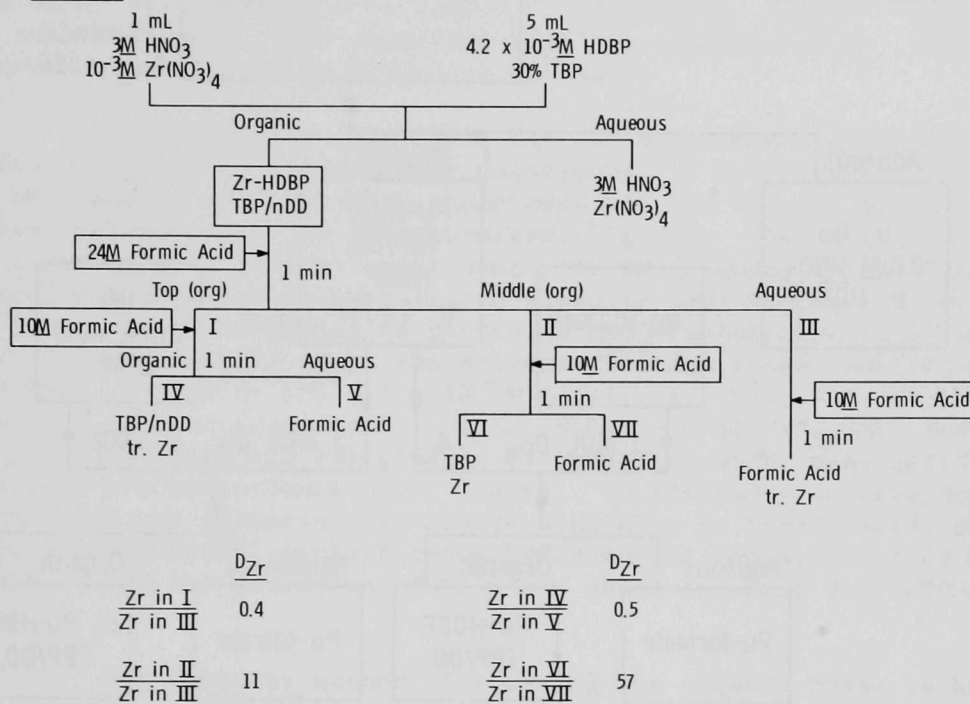 1 mL
3M HNO3
10-3M Zr(NO3)4
5 mL
4.2 x 10-3M HDBP
30% TBP
Organic
Aqueous
Zr-HDBP
TBP/nDD
3M HNO3
Zr(NO3)4
24M Formic Acid
1 min
Top (org)
Middle (org)
Aqueous
10M Formic Acid
I
II
III
Organic
1 min
Aqueous
10M Formic Acid
1 min
10M Formic Acid
1 min
IV
V
VI
VII
TBP/nDD
tr. Zr
Formic Acid
TBP
Zr
Formic Acid
Formic Acid
tr. Zr
DZr
Zr in I
Zr in III
0.4
Zr in II
Zr in III
11
DZr
Zr in IV
Zr in V
0.5
Zr in VI
Zr in VII
57